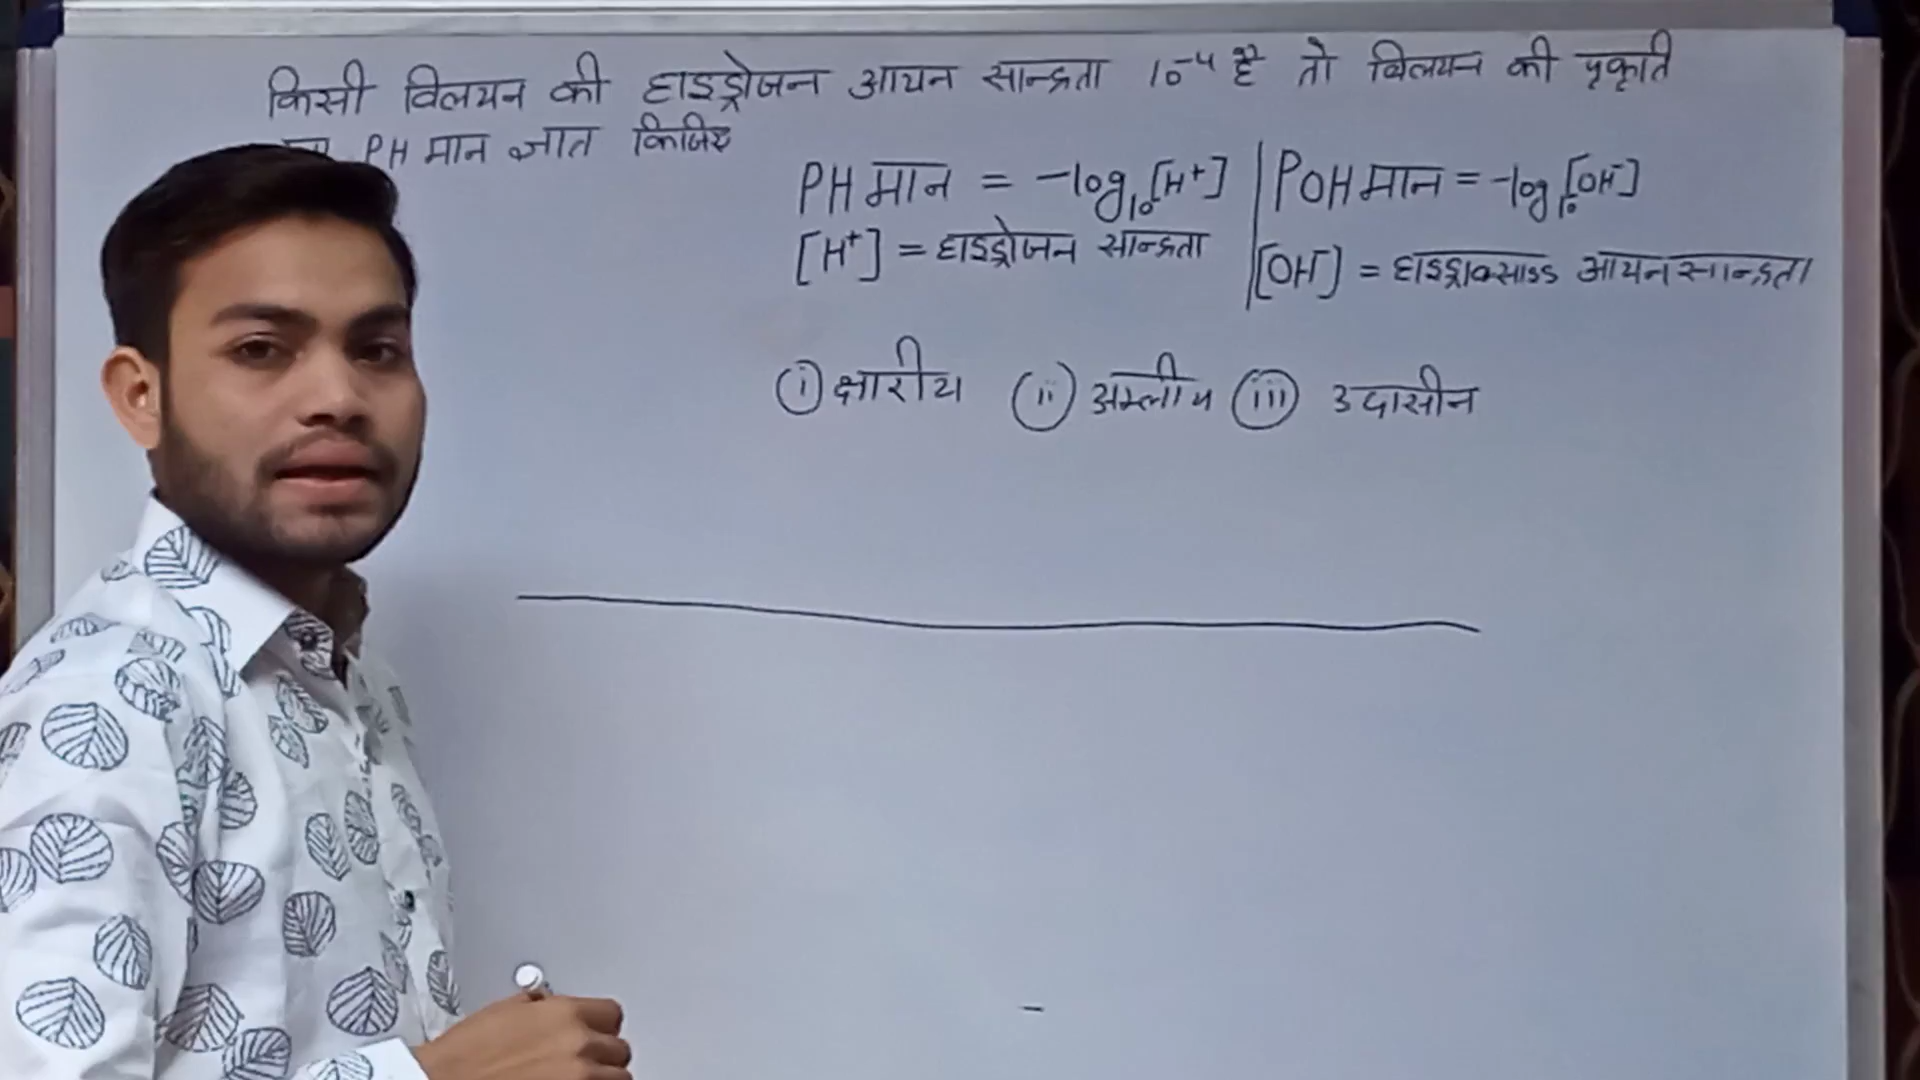 किसी विलयन की हाइड्रोजन आयन सान्द्रता 10⁻⁴ है तो विलयन की प्रकृति
PH मान ज्ञात किजिए
PH मान = -log₁₀[H⁺]
[H⁺] = हाइड्रोजन सान्द्रता
POH मान = -log₁₀[OH⁻]
[OH⁻] = हाइड्राक्साइड आयन सान्द्रता
(i) क्षारीय (ii) अम्लीय (iii) उदासीन